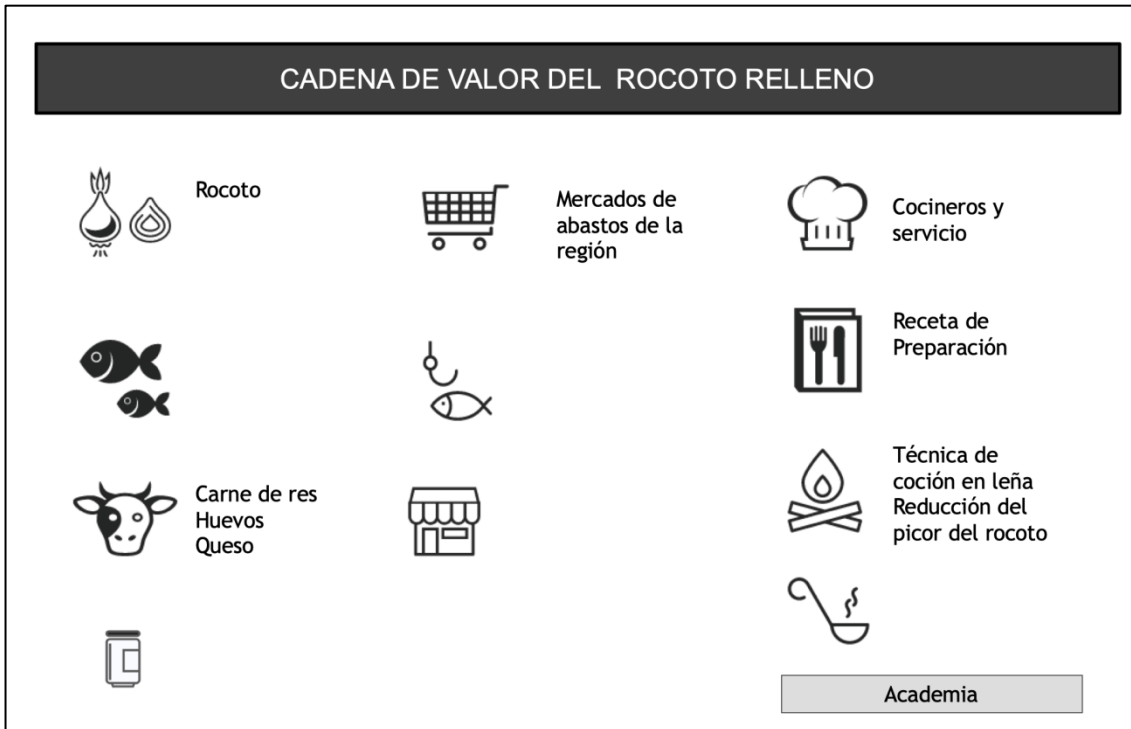 CADENA DE VALOR DEL ROCOTO RELLENO
Rocoto
Mercados de
abastos de la
región
Cocineros y
servicio
Receta de
Preparación
Carne de res
Huevos
Queso
Técnica de
coción en leña
Reducción del
picor del rocoto
Academia